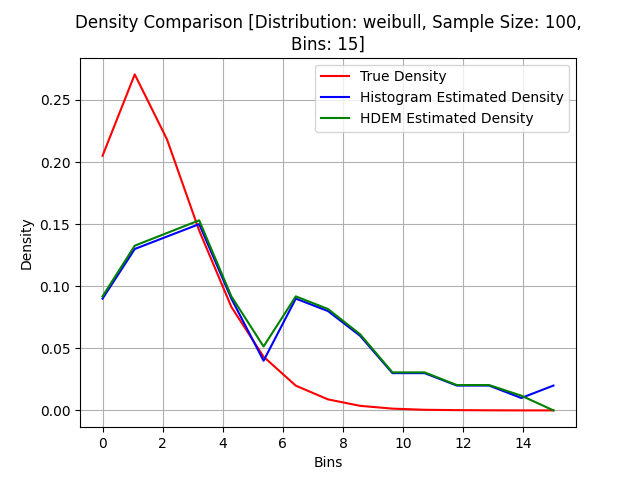 Density Comparison [Distribution: weibull, Sample Size: 100,
Bins: 15]
True Density
Histogram Estimated Density
HDEM Estimated Density
Density
0.25
0.20
0.15
0.10
0.05
0.00
0 2 4 6 8 10 12 14
Bins